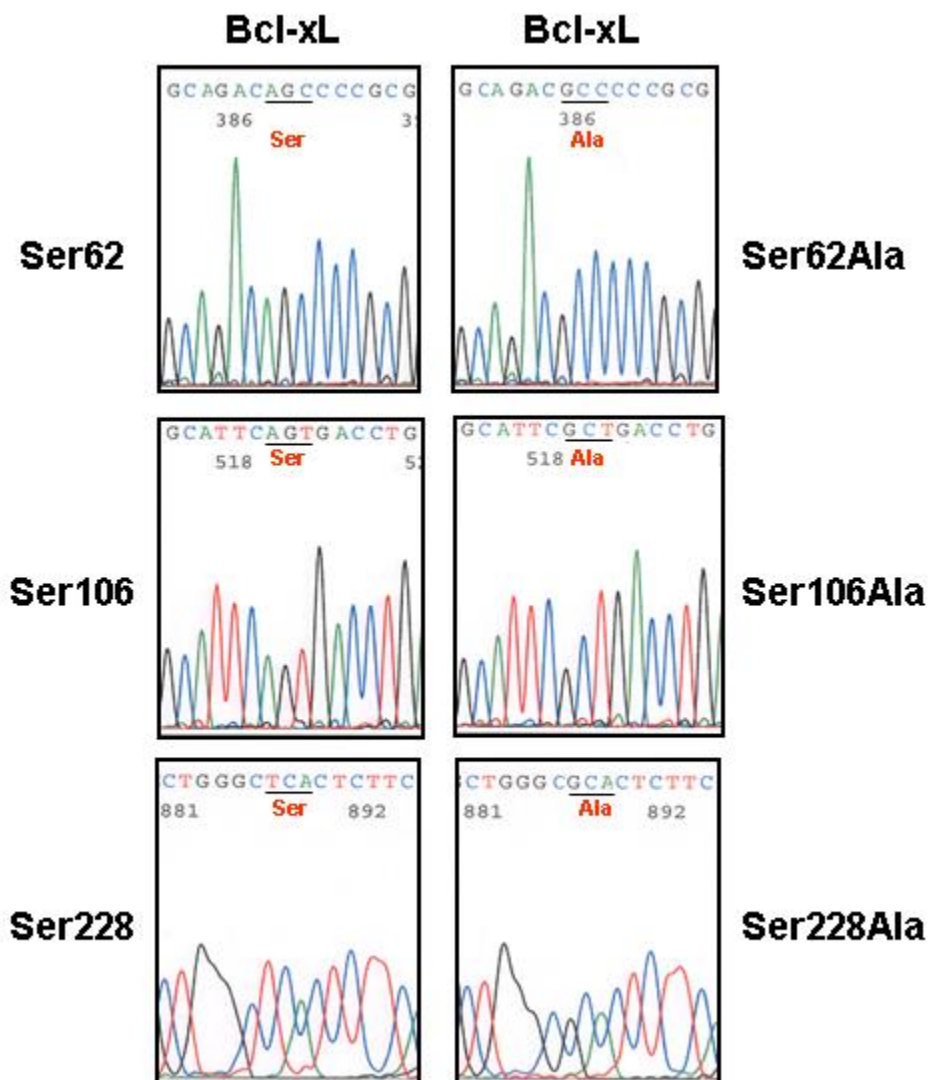 Bcl-xL Bcl-xL
GCAGACAGCCCCGCG GCAGACGCCCCCGCG
386 386
Ser Ala
Ser62 Ser62Ala
GCATTCAGTGACCTG GCATTCGCTGACCTG
518 Ser 518 Ala
Ser106 Ser106Ala
CTGGGCTCACTCTTC CTGGGCGCACTCTTC
881 Ser 892 881 Ala 892
Ser228 Ser228Ala